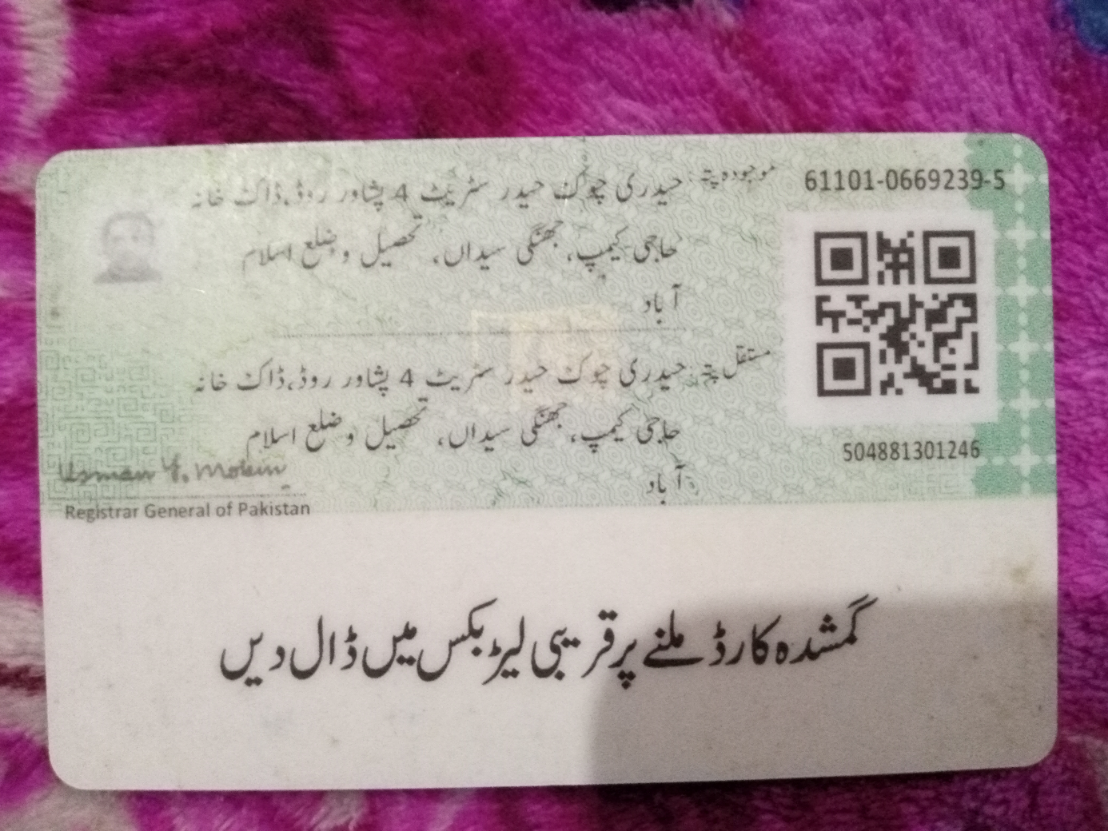 61101-0669239-5
موجودہ پتہ: حیدری چوک حیدر سٹریٹ 4 پشاور روڈ،ڈاک خانہ
حاجی کیمپ، جھنگی سیداں، تحصیل و ضلع اسلام
آباد
مستقل پتہ: حیدری چوک حیدر سٹریٹ 4 پشاور روڈ،ڈاک خانہ
حاجی کیمپ، جھنگی سیداں، تحصیل و ضلع اسلام
آباد
504881301246
Usman Y. Mobin
Registrar General of Pakistan
گمشدہ کارڈ ملنے پر قریبی لیٹر بکس میں ڈال دیں